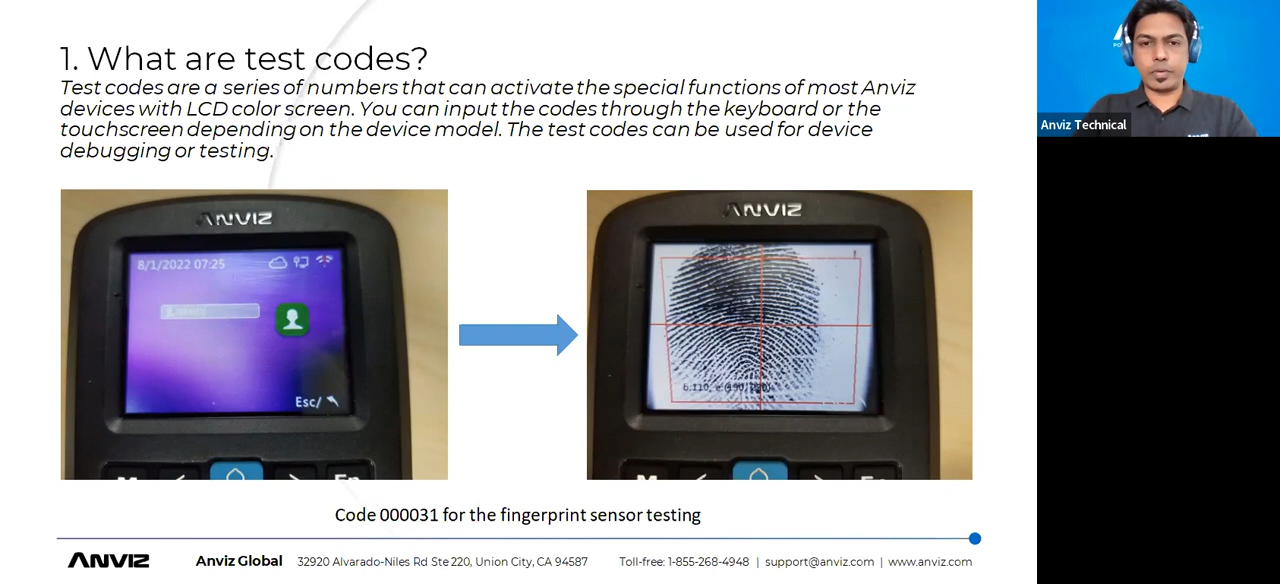 1. What are test codes?
Test codes are a series of numbers that can activate the special functions of most Anviz
devices with LCD color screen. You can input the codes through the keyboard or the
touchscreen depending on the device model. The test codes can be used for device
debugging or testing.
ANVIZ
8/1/2022 07:25
Esc/
ANVIZ
Code 000031 for the fingerprint sensor testing
ANVIZ Anviz Global 32920 Alvarado-Niles Rd Ste 220, Union City, CA 94587 Toll-free: 1-855-268-4948 | support@anviz.com | www.anviz.com
Anviz Technical